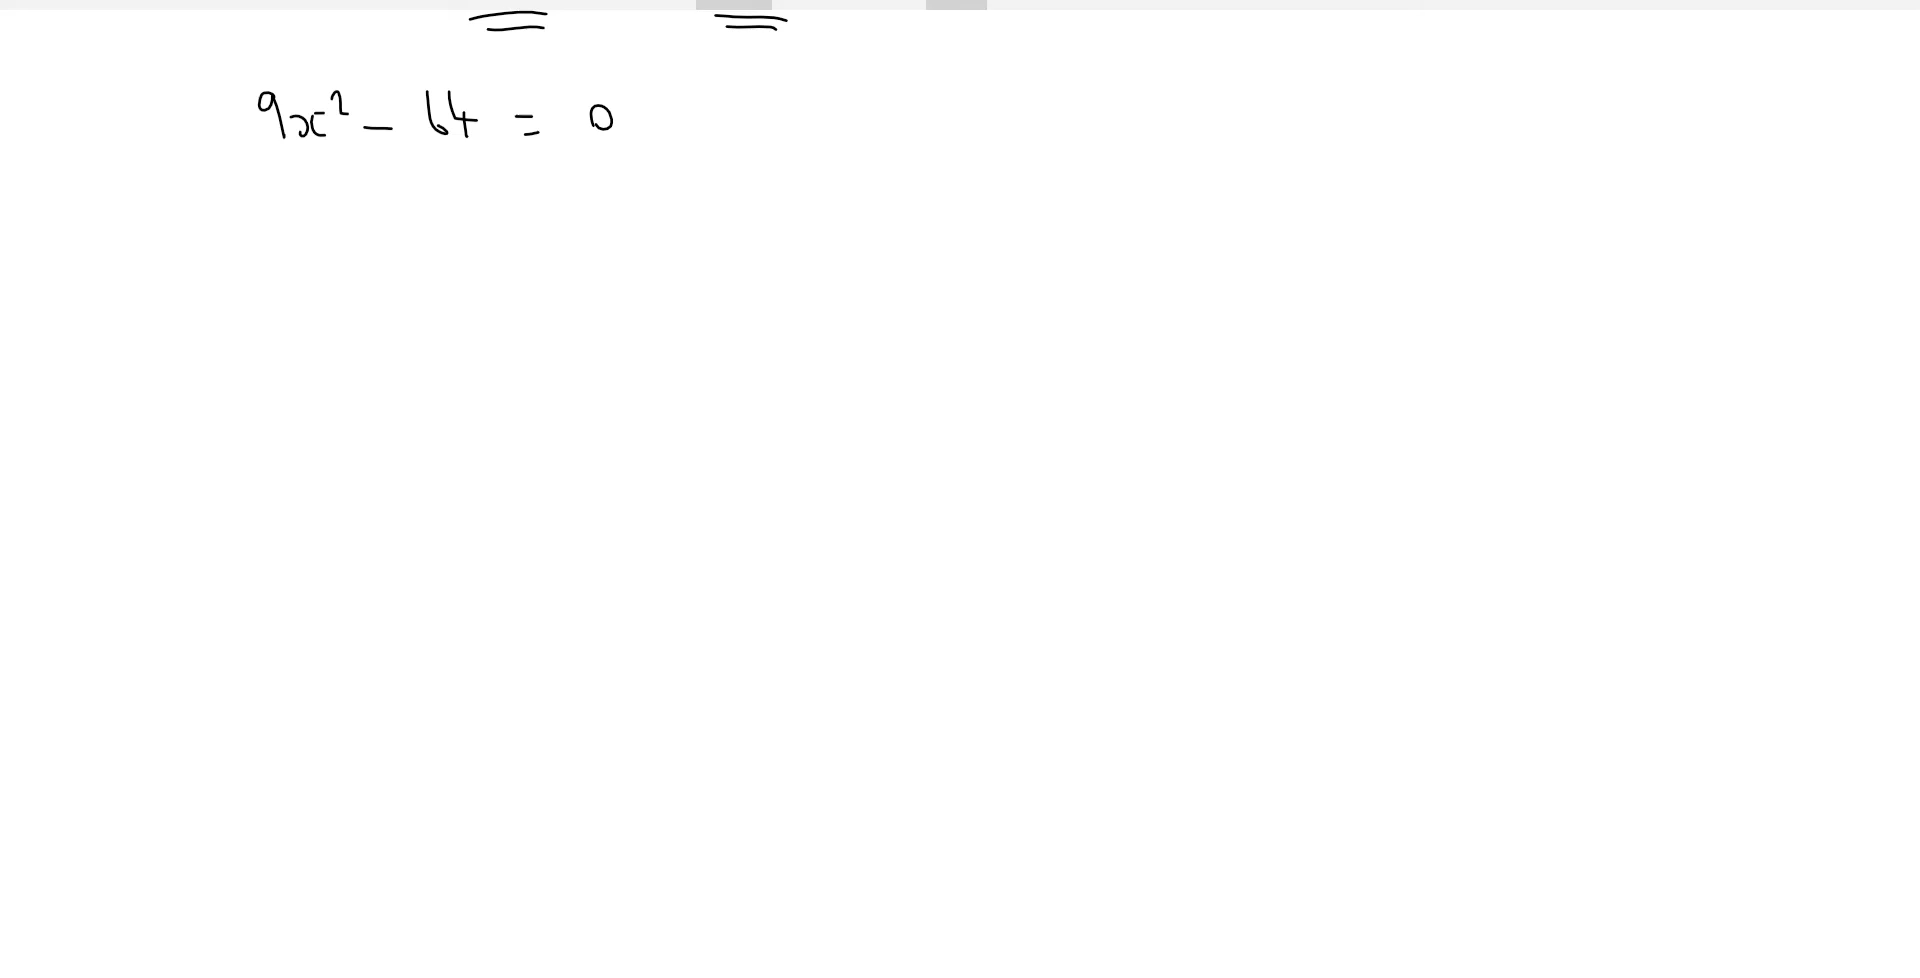 9x² - 64 = 0